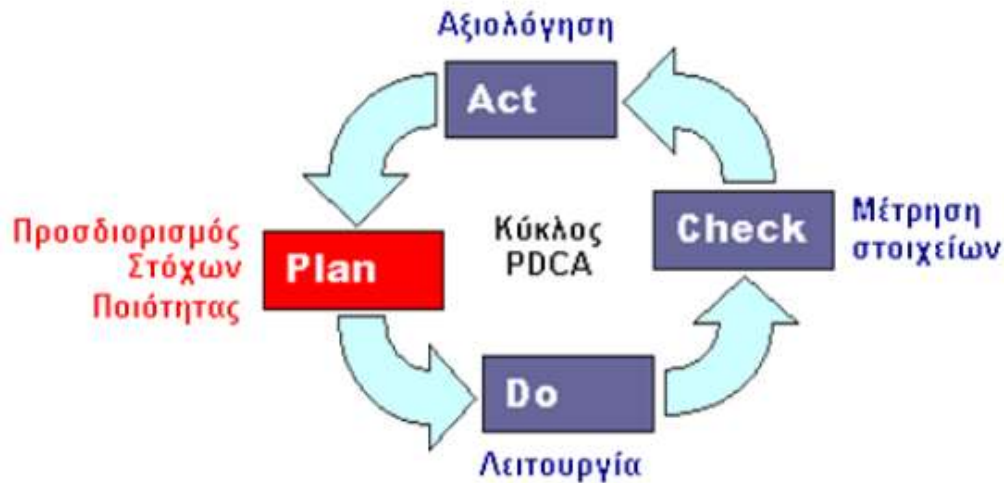 Αξιολόγηση
Act
Προσδιορισμός
Στόχων
Ποιότητας
Plan
Κύκλος
PDCA
Check
Μέτρηση
στοιχείων
Do
Λειτουργία